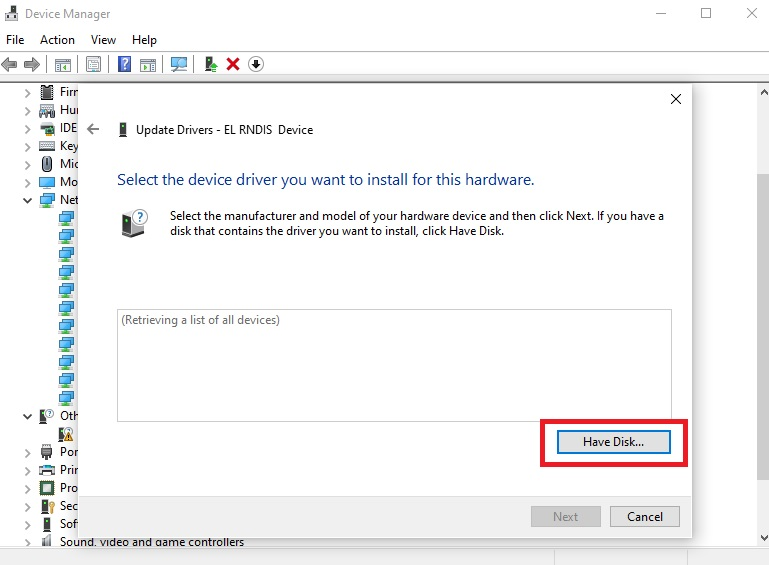 Device Manager
File Action View Help
Firr
Hu
Update Drivers - EL RNDIS Device
IDE
Key
Mic
Mo
Select the device driver you want to install for this hardware.
Net
Select the manufacturer and model of your hardware device and then click Next. If you have a
disk that contains the driver you want to install, click Have Disk.
(Retrieving a list of all devices)
Oth
Have Disk...
Por
Prin
Pro
Sec
Next Cancel
Sof
Sound, video and game controllers